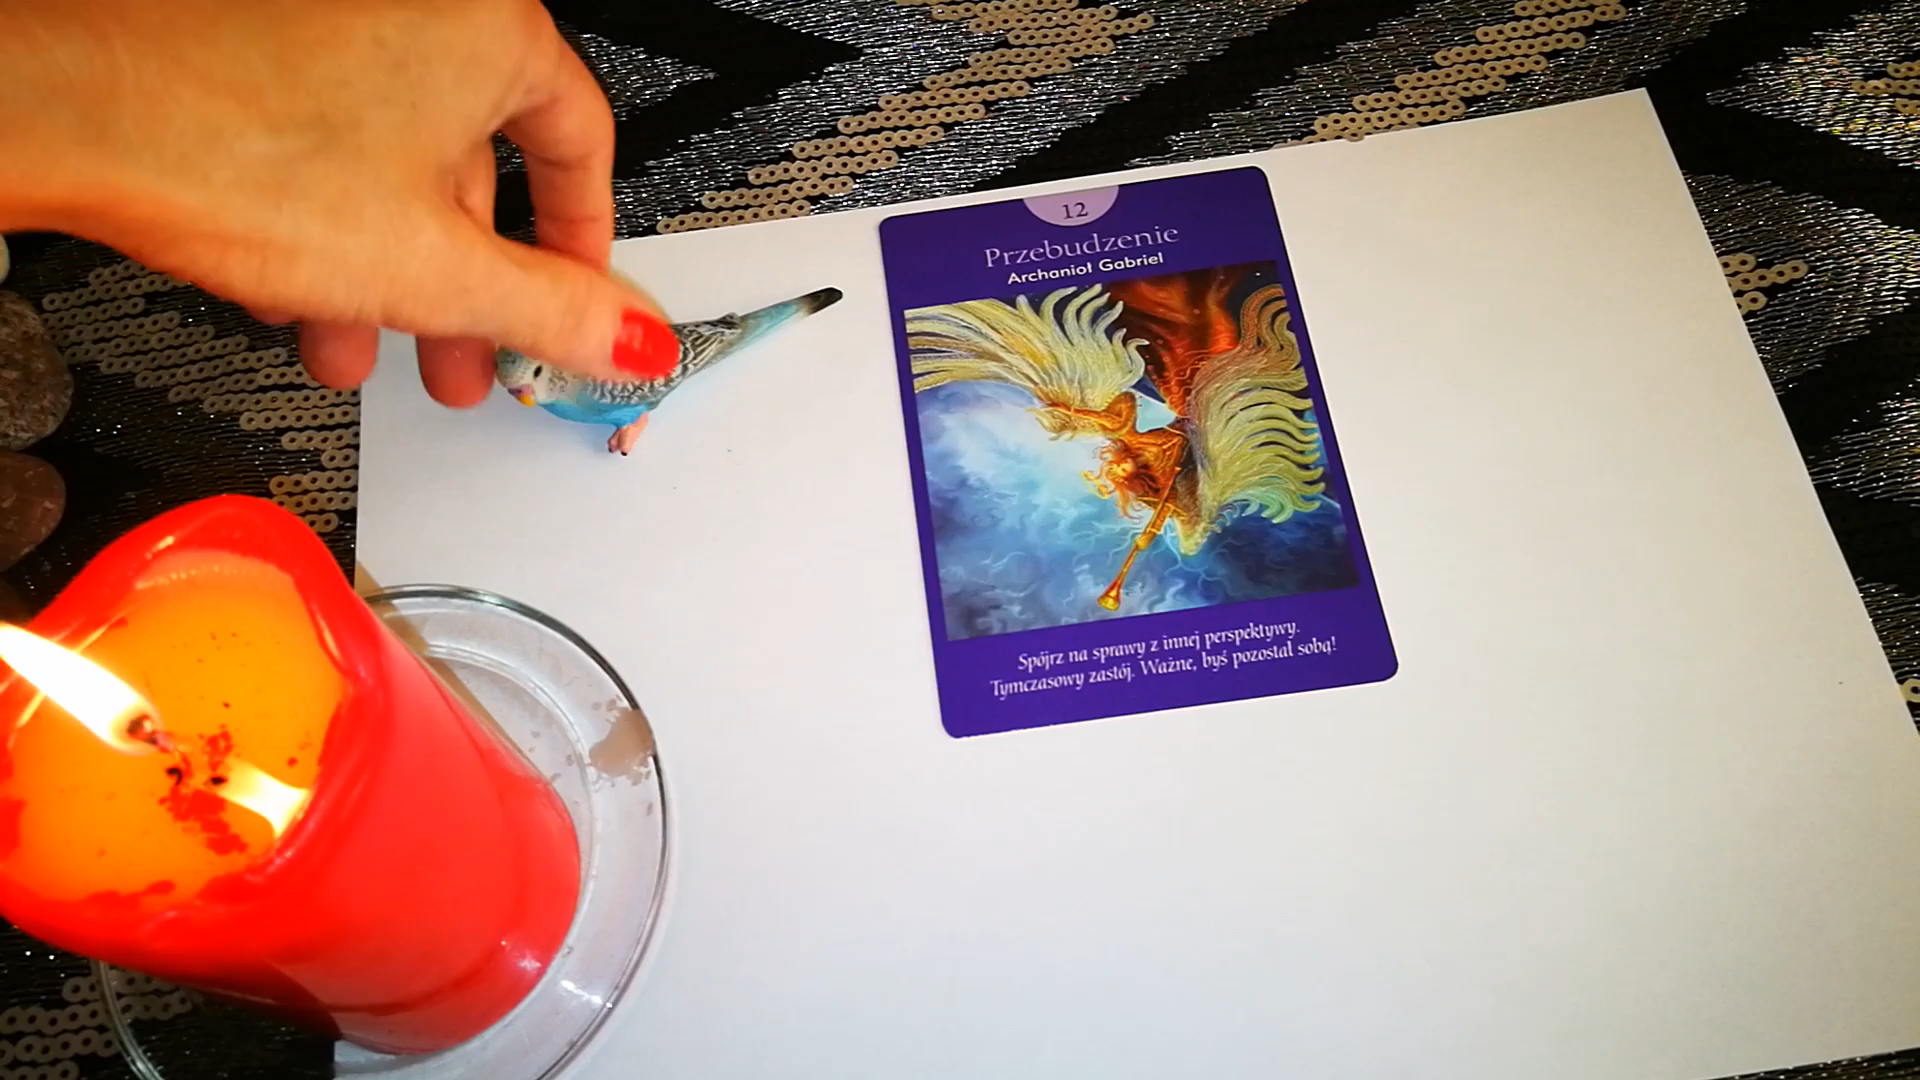 12
Przebudzenie
Archanioł Gabriel
Spójrz na sprawy z innej perspektywy.
Tymczasowy zastój. Ważne, byś pozostał sobą!